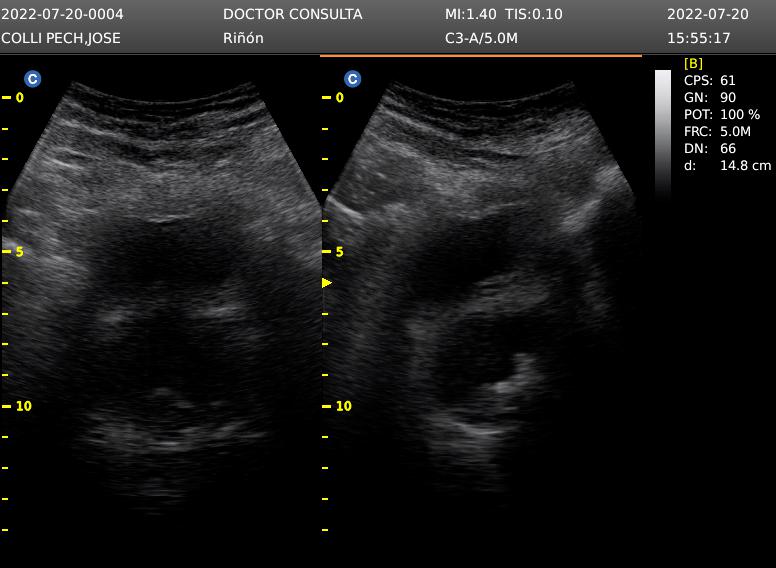 2022-07-20-0004 DOCTOR CONSULTA MI:1.40 TIS:0.10 2022-07-20
COLLI PECH,JOSE Riñón C3-A/5.0M 15:55:17
C C [B]
0 0 CPS: 61
GN: 90
POT: 100 %
FRC: 5.0M
DN: 66
d: 14.8 cm
5 5
10 10